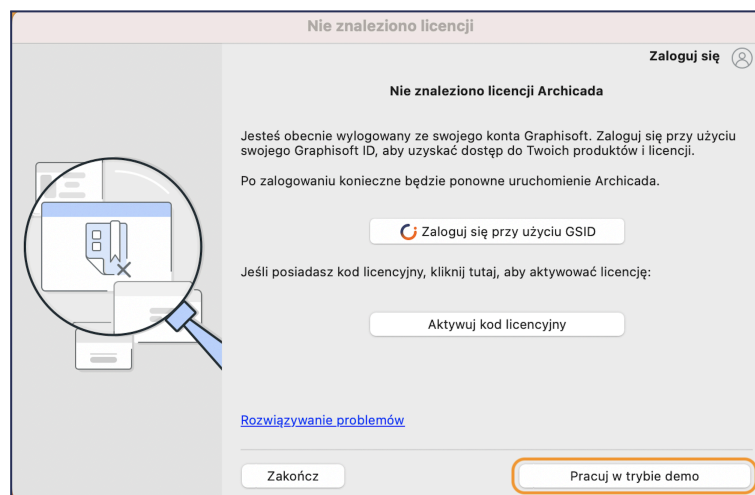 Nie znaleziono licencji
Zaloguj się
Nie znaleziono licencji Archicada
Jesteś obecnie wylogowany ze swojego konta Graphisoft. Zaloguj się przy użyciu
swojego Graphisoft ID, aby uzyskać dostęp do Twoich produktów i licencji.
Po zalogowaniu konieczne będzie ponowne uruchomienie Archicada.
Zaloguj się przy użyciu GSID
Jeśli posiadasz kod licencyjny, kliknij tutaj, aby aktywować licencję:
Aktywuj kod licencyjny
Rozwiązywanie problemów
Zakończ
Pracuj w trybie demo